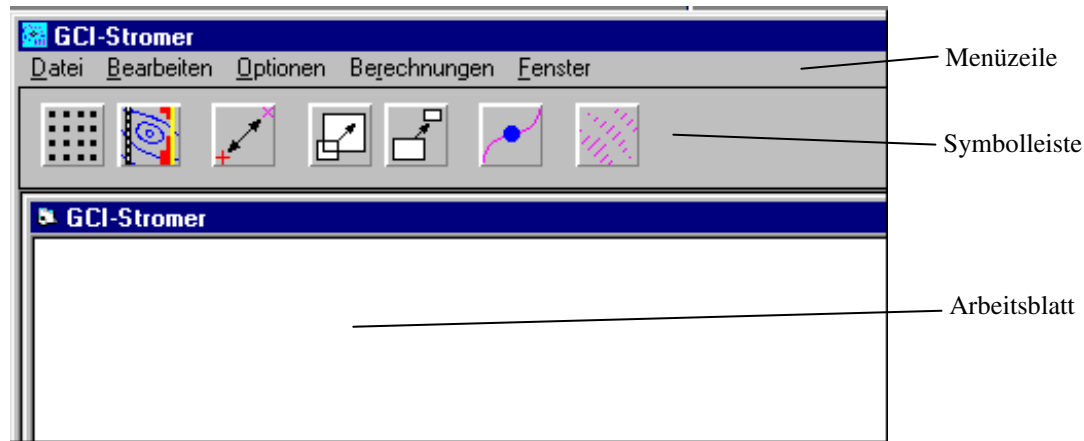 GCI-Stromer
Datei Bearbeiten Optionen Berechnungen Fenster
Menüzeile
Symbolleiste
GCI-Stromer
Arbeitsblatt